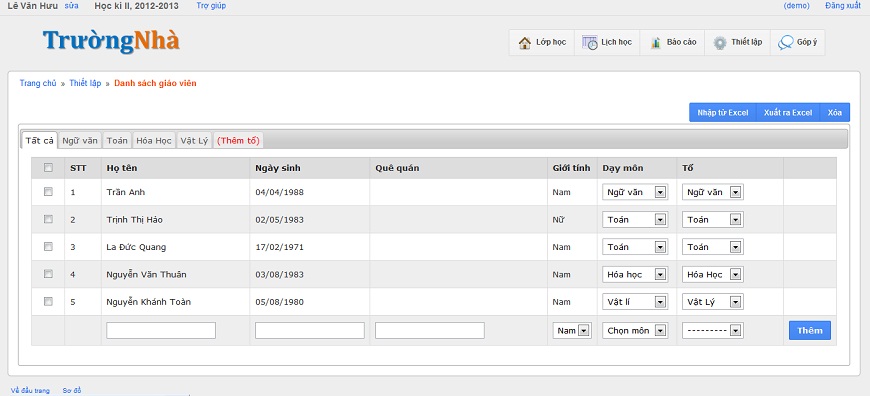 Lê Văn Hưu sửa Học kì II, 2012-2013 Trợ giúp (demo) Đăng xuất
TrườngNhà Lớp học Lịch học Báo cáo Thiết lập Góp ý
Trang chủ » Thiết lập » Danh sách giáo viên
Nhập từ Excel Xuất ra Excel Xóa
Tất cả Ngữ văn Toán Hóa Học Vật Lý (Thêm tổ)
STT Họ tên Ngày sinh Quê quán Giới tính Dạy môn Tổ
1 Trần Anh 04/04/1988 Nam Ngữ văn Ngữ văn
2 Trịnh Thị Hảo 02/05/1983 Nữ Toán Toán
3 La Đức Quang 17/02/1971 Nam Toán Toán
4 Nguyễn Văn Thuân 03/08/1983 Nam Hóa học Hóa Học
5 Nguyễn Khánh Toàn 05/08/1980 Nam Vật lí Vật Lý
Nam Chọn môn --------- Thêm
Về đầu trang Sơ đồ